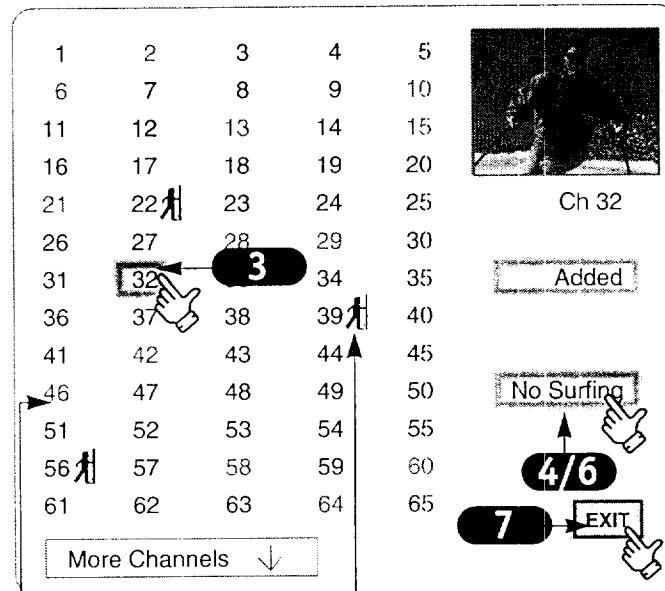 1 2 3 4 5
6 7 8 9 10
11 12 13 14 15
16 17 18 19 20
21 22 23 24 25
Ch 32
26 27 28 29 30
3
31 32 34 35
Added
36 37 38 39 40
41 42 43 44 45
46 47 48 49 50
No Surfing
51 52 53 54 55
56 57 58 59 60
4/6
61 62 63 64 65
7
EXIT
More Channels ↓